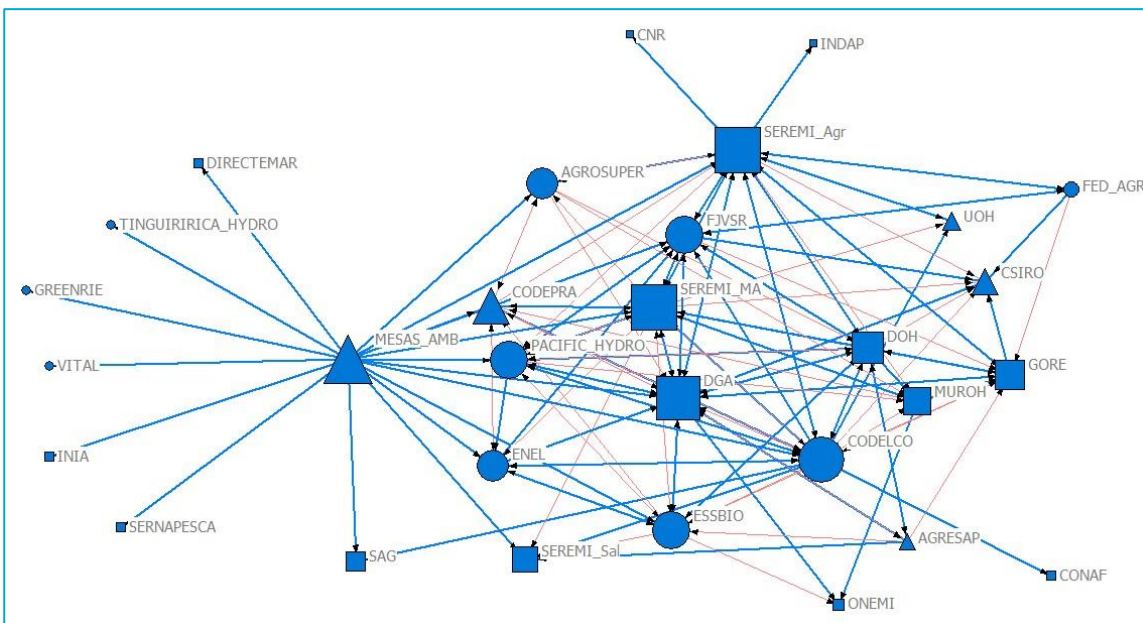 CNR
INDAP
SEREMI_Agr
DIRECTEMAR
AGROSUPER
FED_AGR
TINGUIRIRICA_HYDRO
FJVSR
UOH
GREENRIE
CSIRO
CODEPRA
SEREMI_MA
MESAS_AMB
PACIFIC_HYDRO
DOH
VITAL
DGA
GORE
MUROH
CODELCO
INIA
ENEL
SERNAPESCA
ESSBIO
AGRESAP
SAG
SEREMI_Sal
CONAF
ONEMI